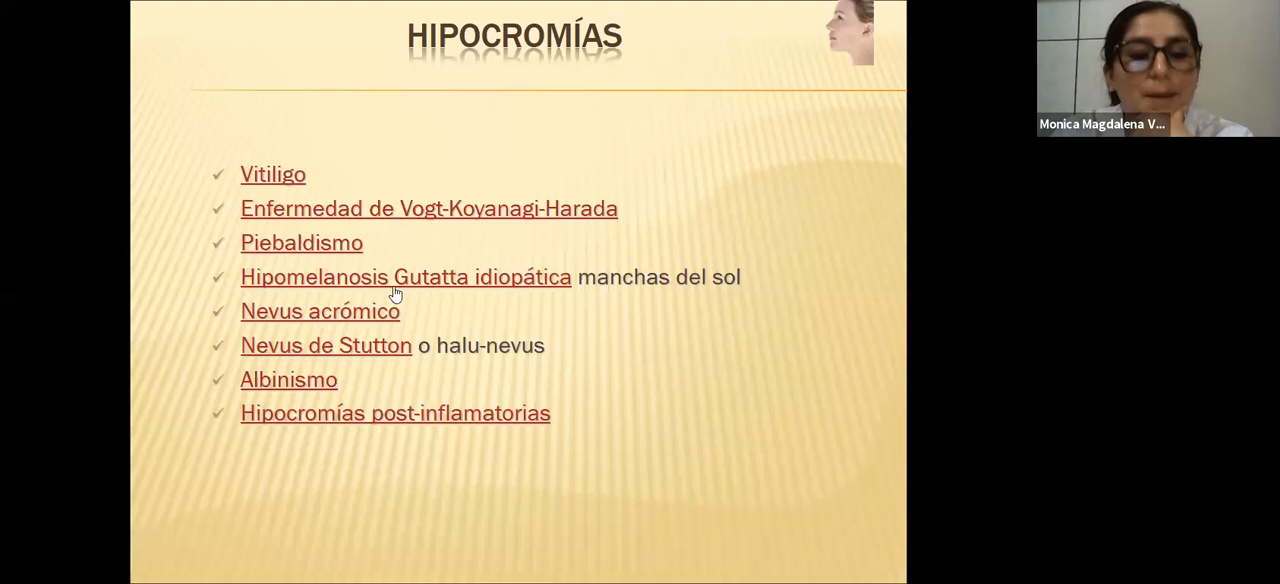 HIPOCROMÍAS
Monica Magdalena V...
Vitiligo
Enfermedad de Vogt-Koyanagi-Harada
Piebaldismo
Hipomelanosis Gutatta idiopática manchas del sol
Nevus acrómico
Nevus de Stutton o halu-nevus
Albinismo
Hipocromías post-inflamatorias